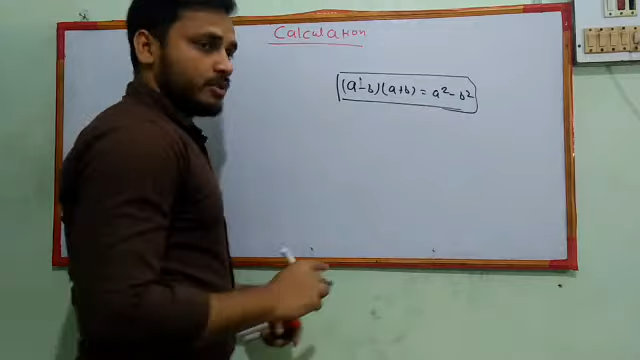 Calculation
(a-b)(a+b) = a²-b²